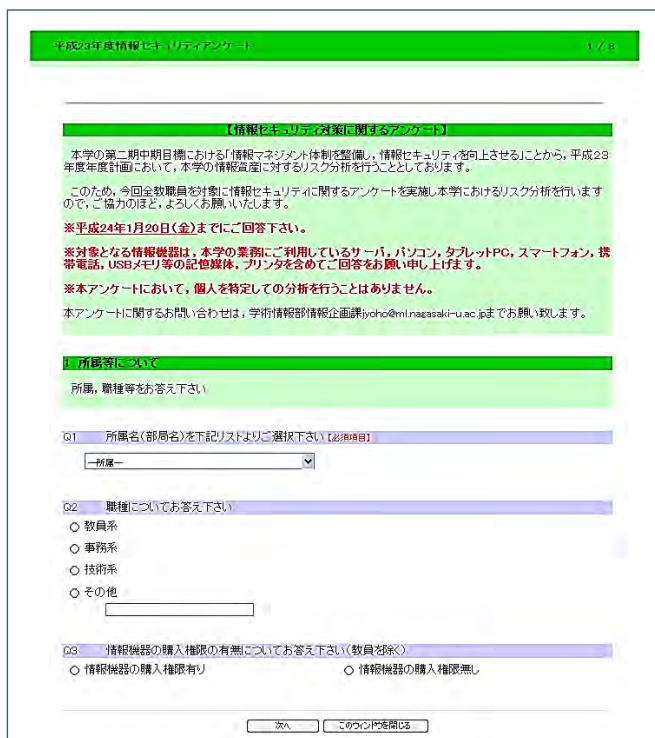 平成23年度情報セキュリティアンケート 1 / 8
【情報セキュリティ対策に関するアンケート】
本学の第二期中期目標における「情報マネジメント体制を整備し，情報セキュリティを向上させる」ことから，平成23
年度年度計画において，本学の情報資産に対するリスク分析を行うこととしております。
このため，今回全教職員を対象に情報セキュリティに関するアンケートを実施し本学におけるリスク分析を行います
ので，ご協力のほど，よろしくお願いいたします。
※平成24年1月20日(金)までにご回答下さい。
※対象となる情報機器は，本学の業務にご利用しているサーバ，パソコン，タブレットPC，スマートフォン，携
帯電話，USBメモリ等の記憶媒体，プリンタを含めてご回答をお願い申し上げます。
※本アンケートにおいて，個人を特定しての分析を行うことはありません。
本アンケートに関するお問い合わせは，学術情報部情報企画課jyoho@ml.nagasaki-u.ac.jpまでお願い致します。
1. 所属等について
所属，職種等をお答え下さい
Q1 所属名(部局名)を下記リストよりご選択下さい【必須項目】
―所属―
Q2 職種についてお答え下さい
教員系
事務系
技術系
その他
Q3 情報機器の購入権限の有無についてお答え下さい(教員を除く)
情報機器の購入権限有り 情報機器の購入権限無し
次へ このウィンドウを閉じる